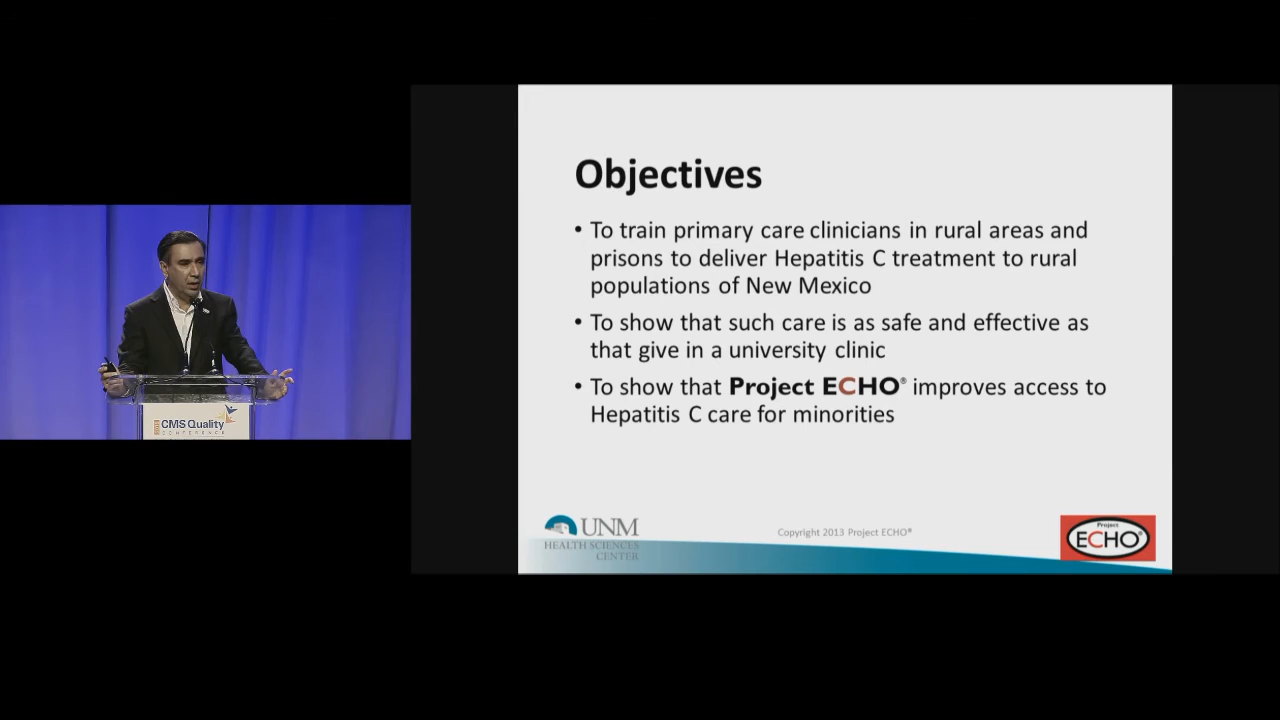 Objectives
• To train primary care clinicians in rural areas and
prisons to deliver Hepatitis C treatment to rural
populations of New Mexico
• To show that such care is as safe and effective as
that give in a university clinic
• To show that Project ECHO® improves access to
Hepatitis C care for minorities
CMS Quality
CONFERENCE
UNM
HEALTH SCIENCES
CENTER
Copyright 2013 Project ECHO®
Project
ECHO®